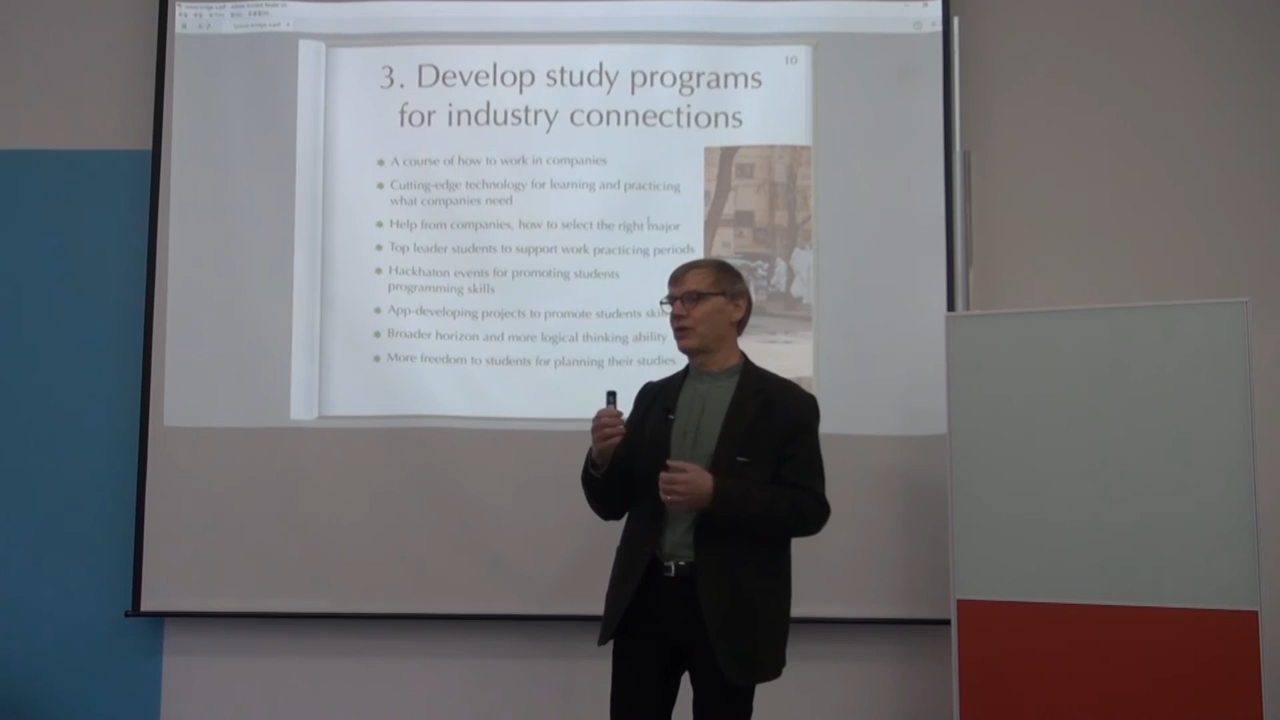 10
3. Develop study programs
for industry connections
A course of how to work in companies
Cutting-edge technology for learning and practicing
what companies need
Help from companies, how to select the right major
Top leader students to support work practicing periods
Hackhaton events for promoting students
programming skills
App-developing projects to promote students
Broader horizon and more logical thinking ability
More freedom to students for planning their studies